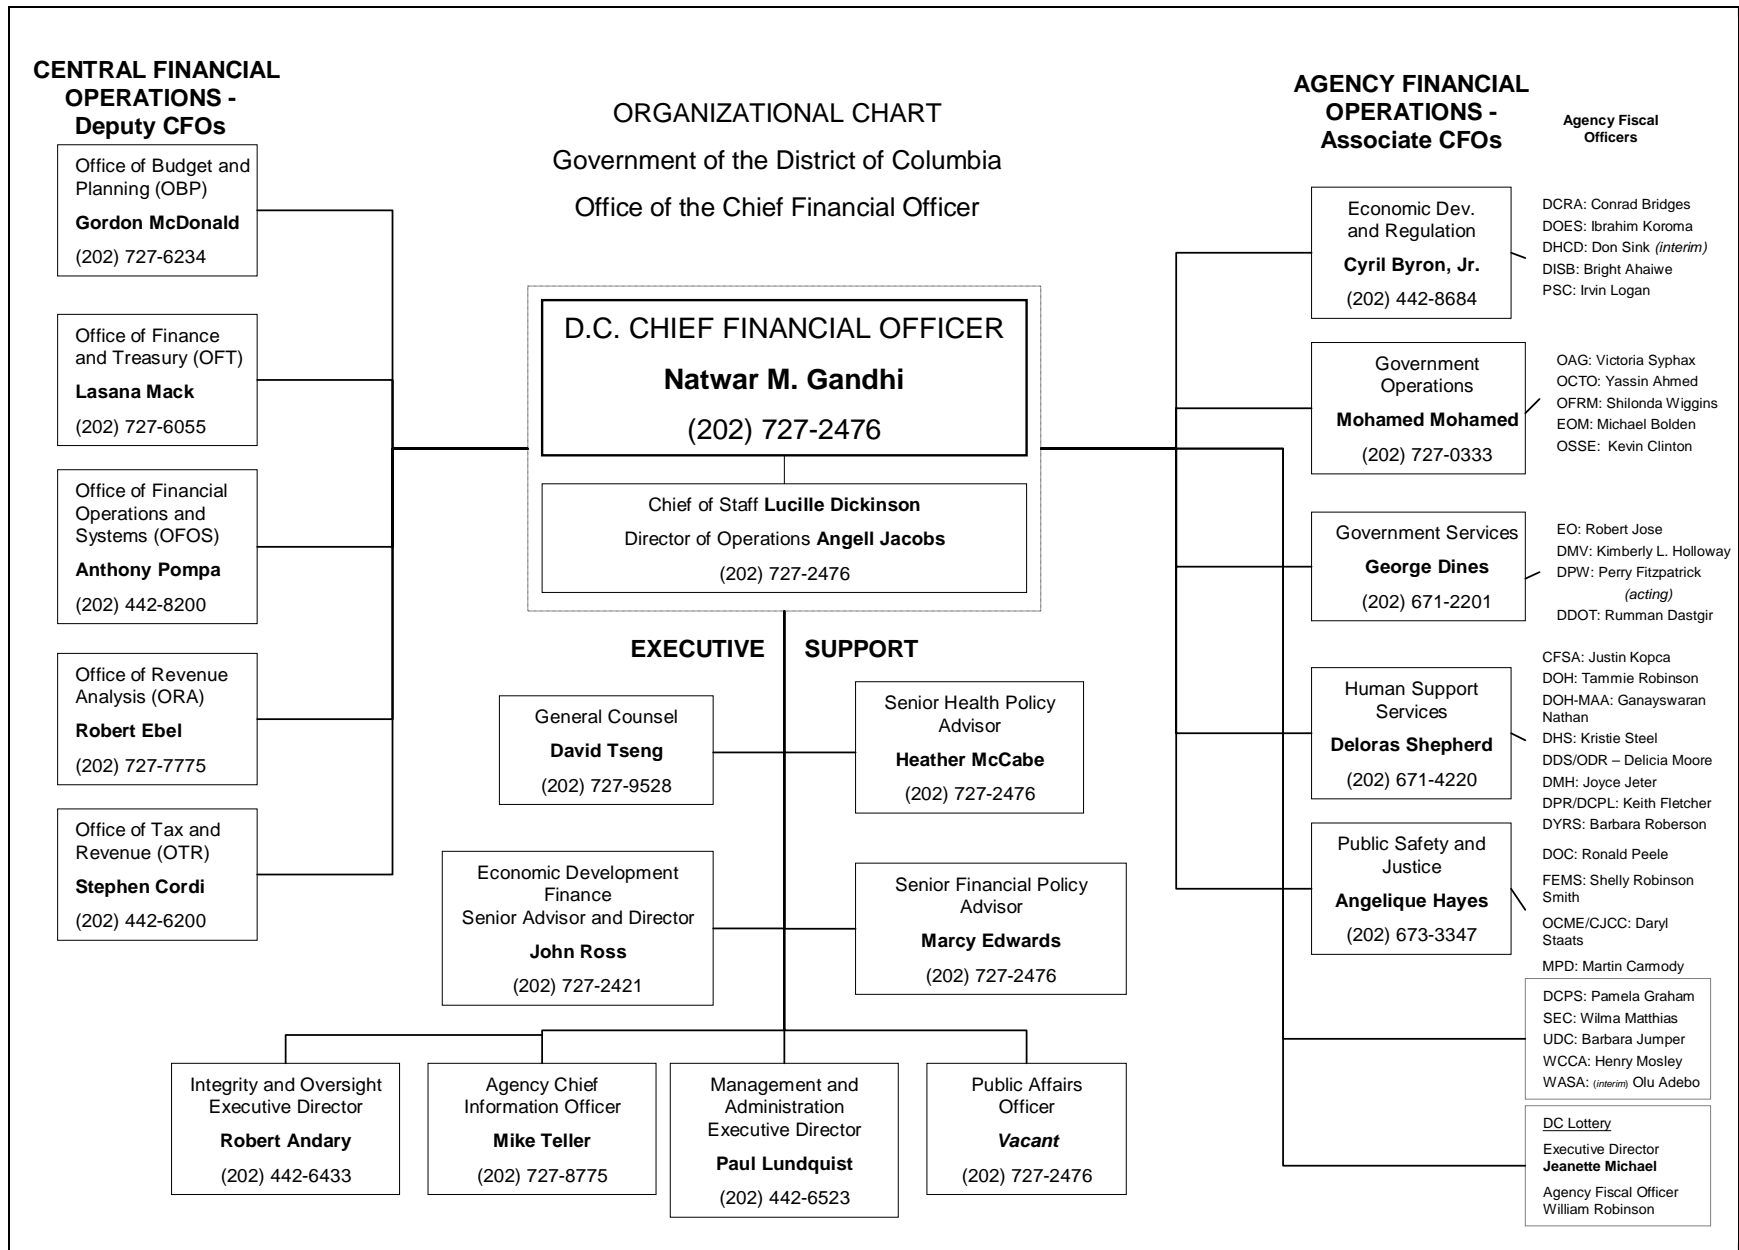 CENTRAL FINANCIAL
OPERATIONS -
Deputy CFOs
Office of Budget and
Planning (OBP)
Gordon McDonald
(202) 727-6234
Office of Finance
and Treasury (OFT)
Lasana Mack
(202) 727-6055
Office of Financial
Operations and
Systems (OFOS)
Anthony Pompa
(202) 442-8200
Office of Revenue
Analysis (ORA)
Robert Ebel
(202) 727-7775
Office of Tax and
Revenue (OTR)
Stephen Cordi
(202) 442-6200
ORGANIZATIONAL CHART
Government of the District of Columbia
Office of the Chief Financial Officer
D.C. CHIEF FINANCIAL OFFICER
Natwar M. Gandhi
(202) 727-2476
Chief of Staff Lucille Dickinson
Director of Operations Angell Jacobs
(202) 727-2476
EXECUTIVE SUPPORT
General Counsel
David Tseng
(202) 727-9528
Senior Health Policy
Advisor
Heather McCabe
(202) 727-2476
Economic Development
Finance
Senior Advisor and Director
John Ross
(202) 727-2421
Senior Financial Policy
Advisor
Marcy Edwards
(202) 727-2476
Integrity and Oversight
Executive Director
Robert Andary
(202) 442-6433
Agency Chief
Information Officer
Mike Teller
(202) 727-8775
Management and
Administration
Executive Director
Paul Lundquist
(202) 442-6523
Public Affairs
Officer
Vacant
(202) 727-2476
AGENCY FINANCIAL
OPERATIONS -
Associate CFOs
Agency Fiscal
Officers
Economic Dev.
and Regulation
Cyril Byron, Jr.
(202) 442-8684
DCRA: Conrad Bridges
DOES: Ibrahim Koroma
DHCD: Don Sink (interim)
DISB: Bright Ahaiwe
PSC: Irvin Logan
Government
Operations
Mohamed Mohamed
(202) 727-0333
OAG: Victoria Syphax
OCTO: Yassin Ahmed
OFRM: Shilonda Wiggins
EOM: Michael Bolden
OSSE:  Kevin Clinton
Government Services
George Dines
(202) 671-2201
EO: Robert Jose
DMV: Kimberly L. Holloway
DPW: Perry Fitzpatrick
(acting)
DDOT: Rumman Dastgir
Human Support
Services
Deloras Shepherd
(202) 671-4220
CFSA: Justin Kopca
DOH: Tammie Robinson
DOH-MAA: Ganayswaran
Nathan
DHS: Kristie Steel
DDS/ODR – Delicia Moore
DMH: Joyce Jeter
DPR/DCPL: Keith Fletcher
DYRS: Barbara Roberson
Public Safety and
Justice
Angelique Hayes
(202) 673-3347
DOC: Ronald Peele
FEMS: Shelly Robinson
Smith
OCME/CJCC: Daryl
Staats
MPD: Martin Carmody
DCPS: Pamela Graham
SEC: Wilma Matthias
UDC: Barbara Jumper
WCCA: Henry Mosley
WASA: (interim) Olu Adebo
DC Lottery
Executive Director
Jeanette Michael
Agency Fiscal Officer
William Robinson